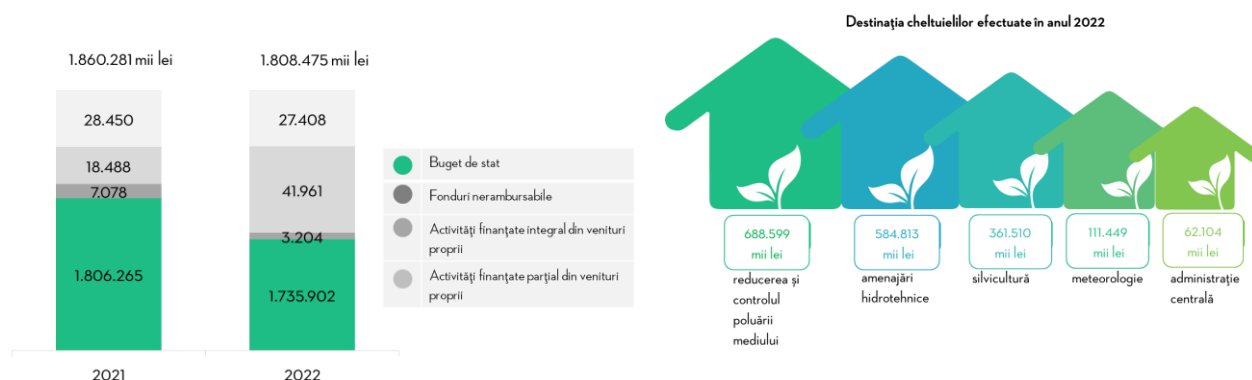 1.860.281 mii lei
1.808.475 mii lei
28.450
18.488
7.078
1.806.265
27.408
41.961
3.204
1.735.902
2021
2022
Buget de stat
Fonduri nerambursabile
Activități finanțate integral din venituri
proprii
Activități finanțate parțial din venituri
proprii
Destinația cheltuielilor efectuate în anul 2022
688.599
mii lei
reducerea și
controlul
poluării
mediului
584.813
mii lei
amenajări
hidrotehnice
361.510
mii lei
silvicultură
111.449
mii lei
meteorologie
62.104
mii lei
administrație
centrală